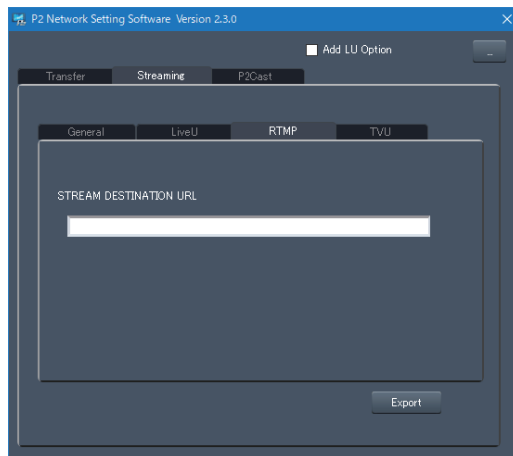 P2 Network Setting Software Version 2.3.0
Add LU Option
Transfer Streaming P2Cast
General LiveU RTMP TVU
STREAM DESTINATION URL
Export